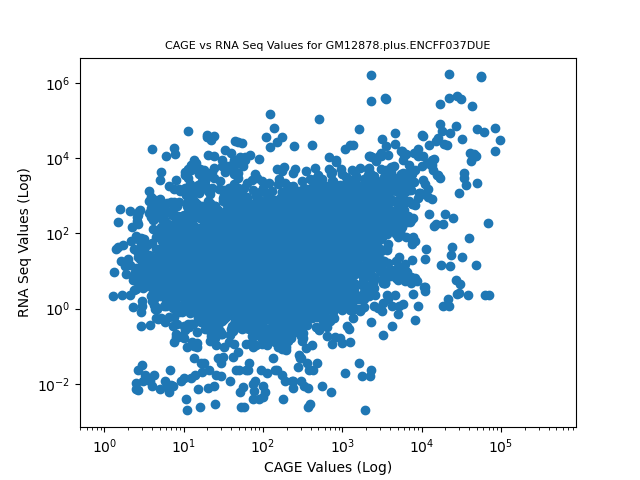 CAGE vs RNA Seq Values for GM12878.plus.ENCFF037DUE
RNA Seq Values (Log)
10^6
10^4
10^2
10^0
10^−2
10^0 10^1 10^2 10^3 10^4 10^5
CAGE Values (Log)